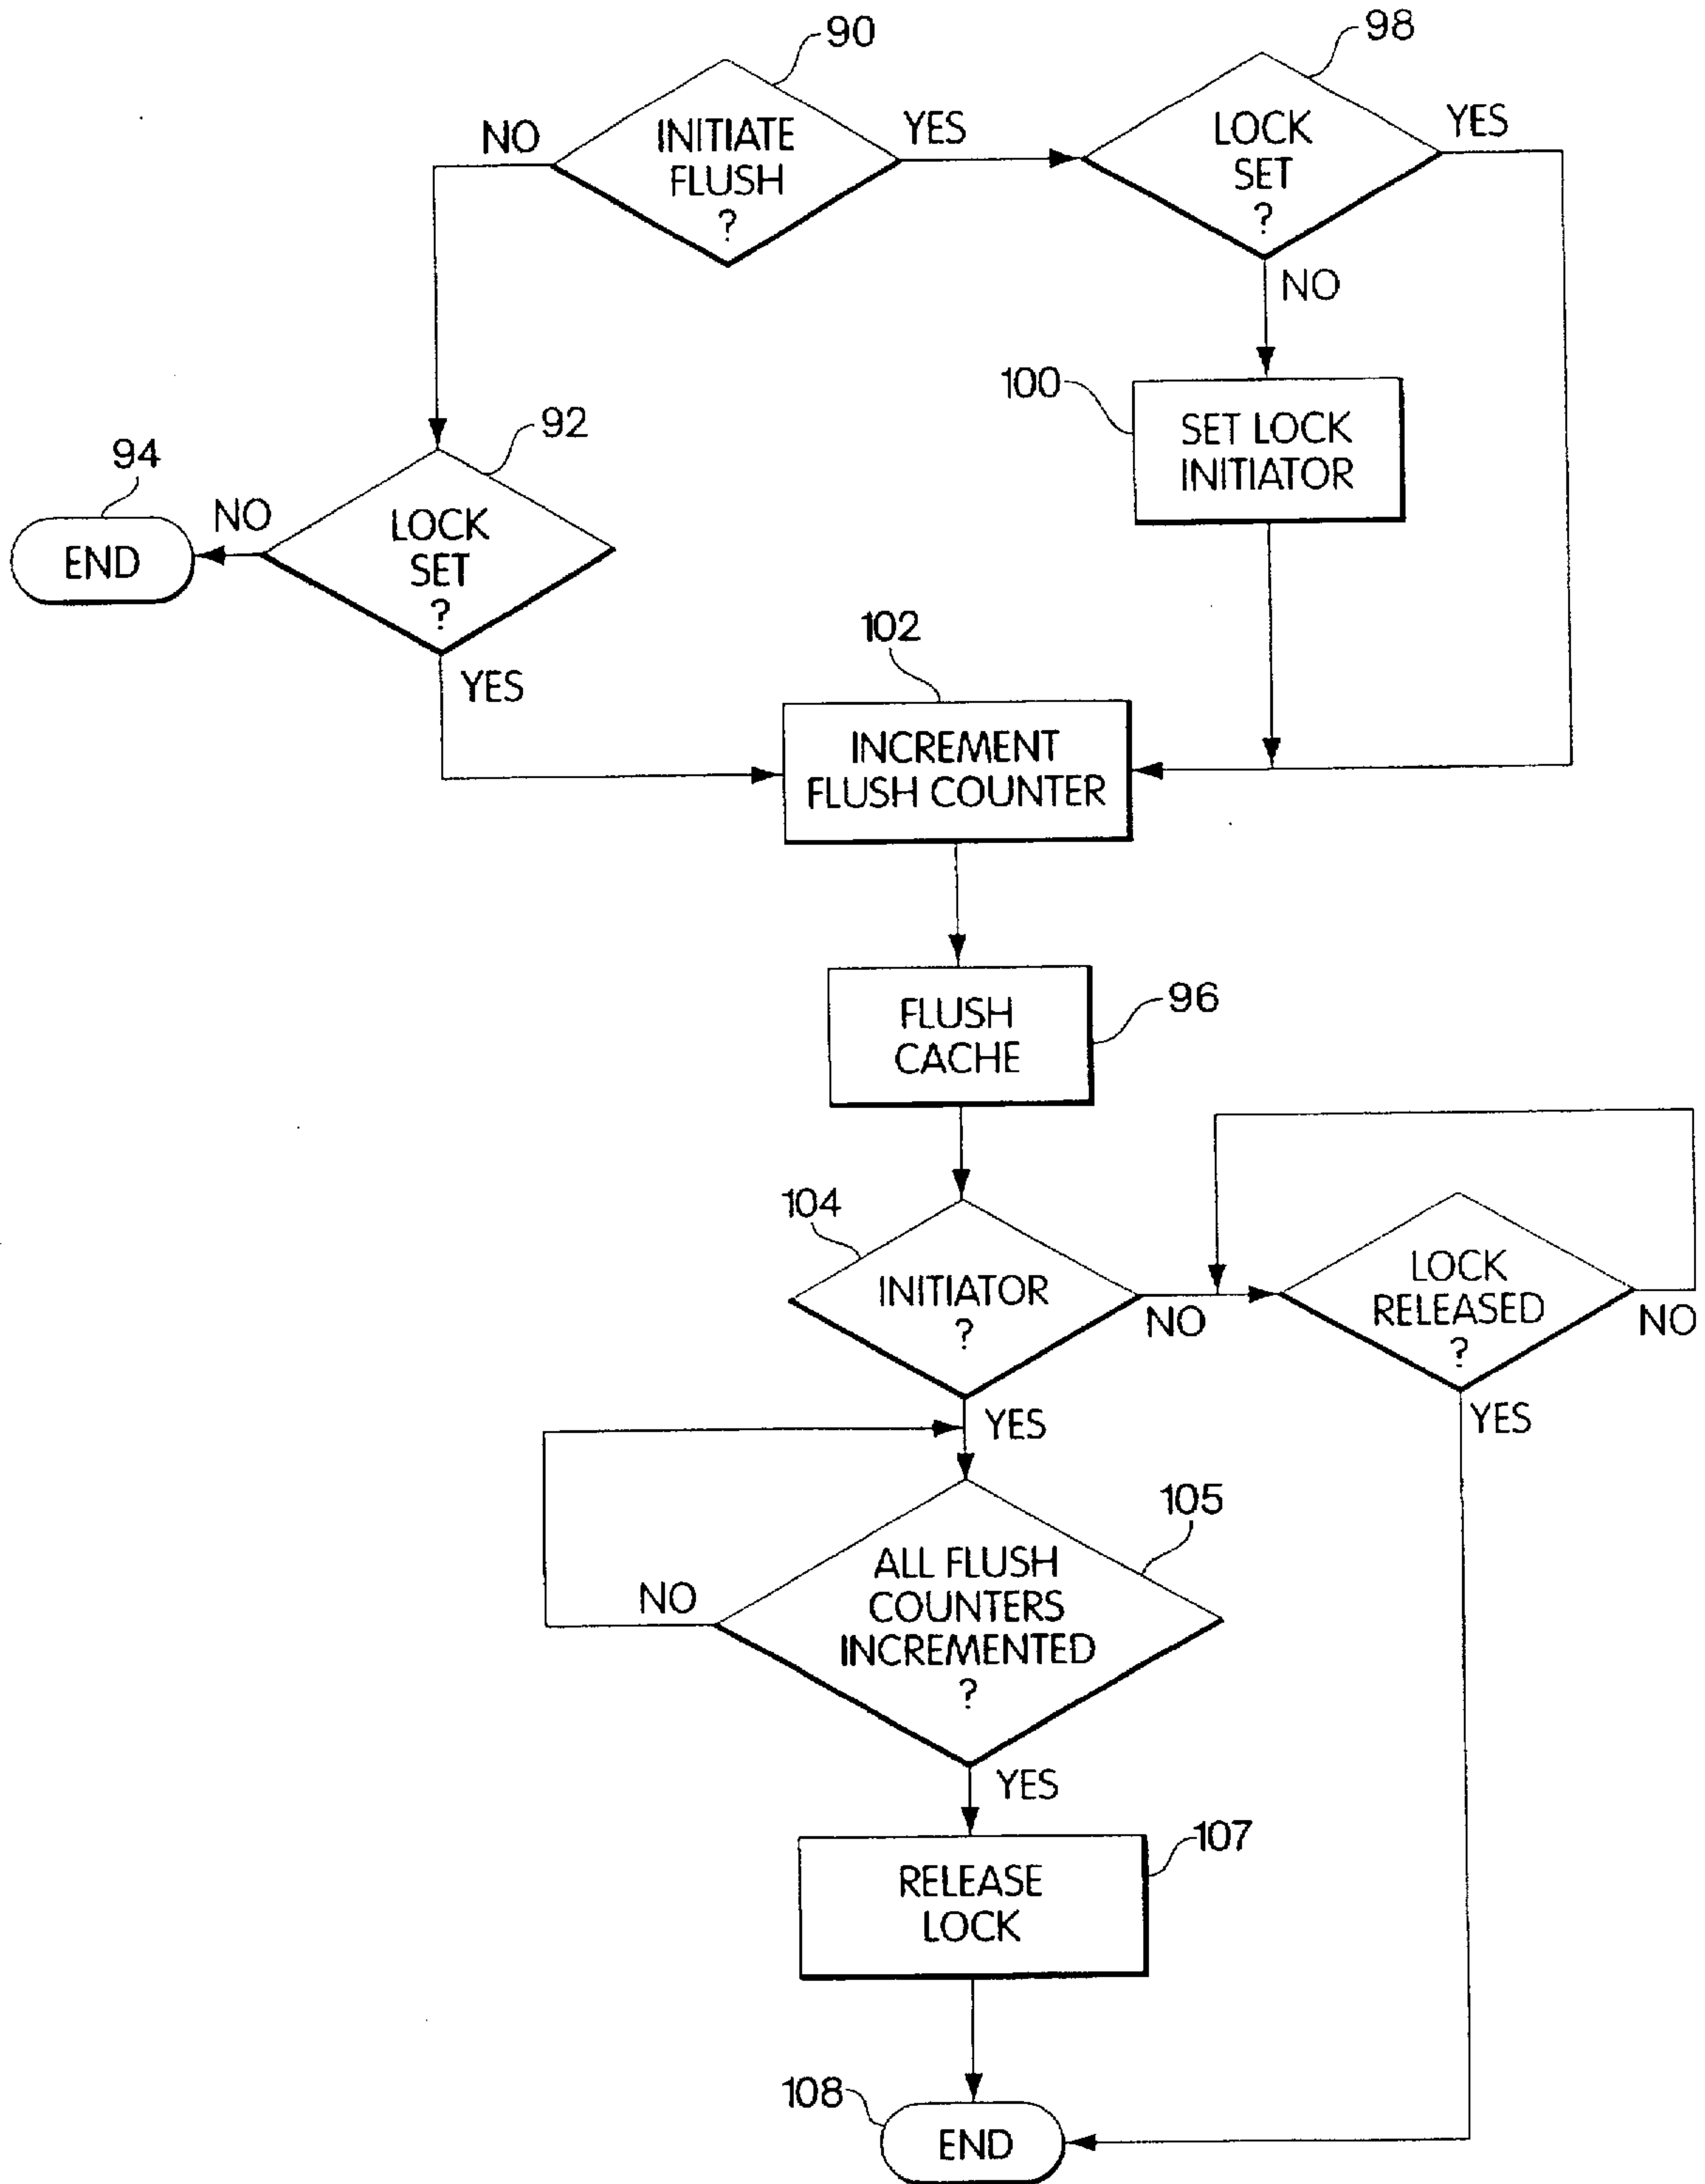 90
98
NO
INITIATE
FLUSH
?
YES
LOCK
SET
?
YES
NO
100
SET LOCK
INITIATOR
92
94
END
NO
LOCK
SET
?
YES
102
INCREMENT
FLUSH COUNTER
FLUSH
CACHE
96
104
INITIATOR
?
NO
LOCK
RELEASED
?
NO
YES
YES
105
ALL FLUSH
COUNTERS
INCREMENTED
?
NO
YES
107
RELEASE
LOCK
108
END